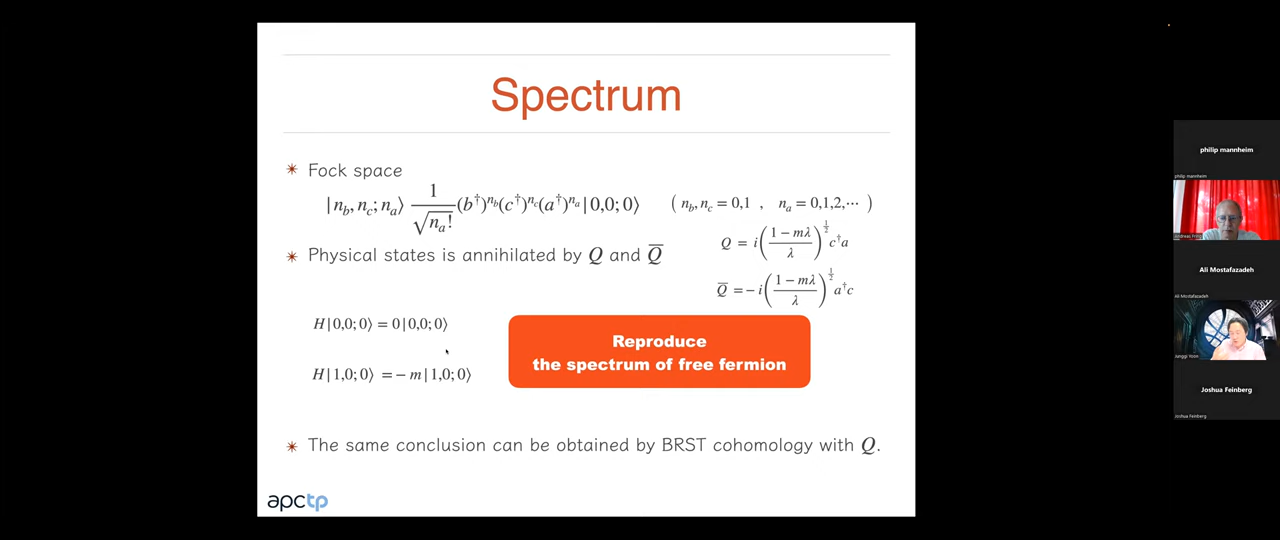 Spectrum
Fock space
|n_b, n_c; n_a⟩ 1/√n_a! (b†)^{n_b}(c†)^{n_c}(a†)^{n_a}|0,0;0⟩ ( n_b, n_c = 0,1 , n_a = 0,1,2,⋯ )
Q = i((1 − mλ)/λ)^{1/2} c†a
Physical states is annihilated by Q and Q̅
Q̅ = − i((1 − mλ)/λ)^{1/2} a†c
H|0,0;0⟩ = 0|0,0;0⟩
H|1,0;0⟩ = − m|1,0;0⟩
Reproduce
the spectrum of free fermion
The same conclusion can be obtained by BRST cohomology with Q.
apctp
philip mannheim
philip mannheim
Andreas Fring
Ali Mostafazadeh
Ali Mostafazadeh
Junggi Yoon
Joshua Feinberg
Joshua Feinberg